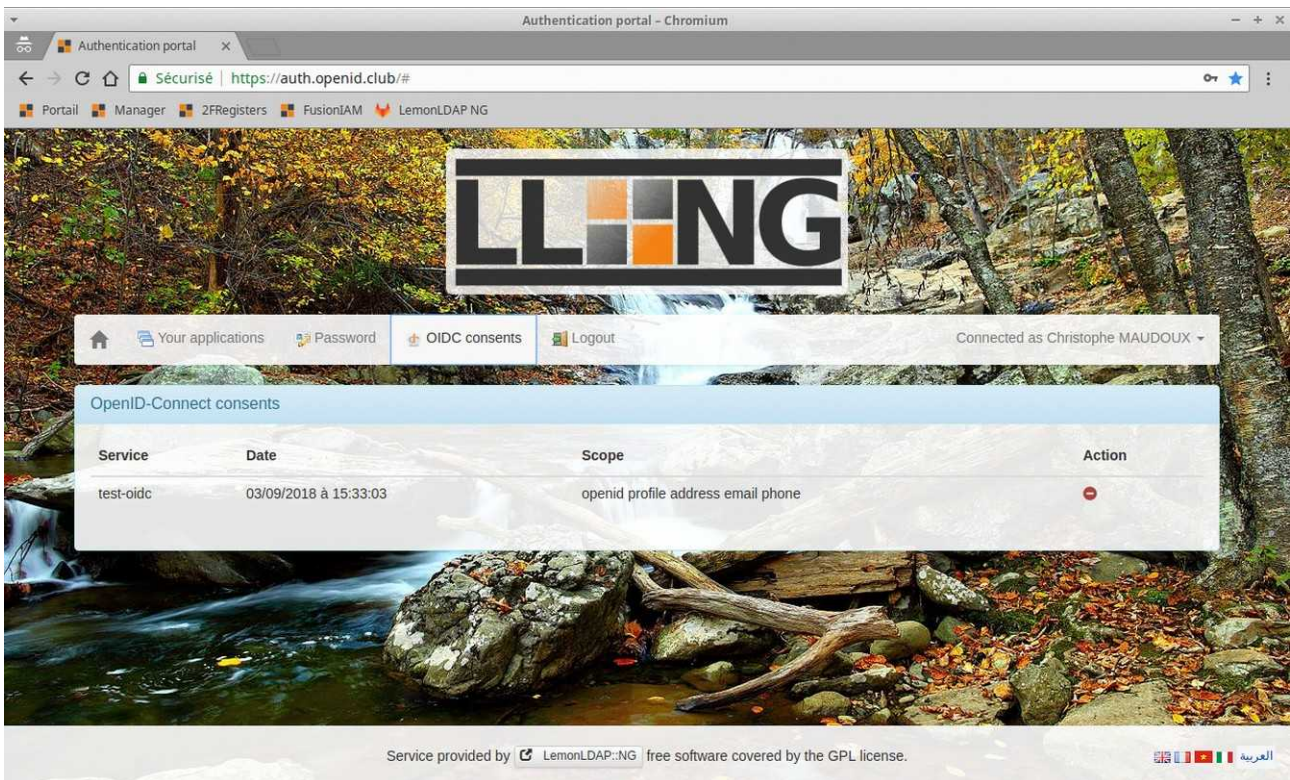 Authentication portal - Chromium
Authentication portal
Sécurisé https://auth.openid.club/#
Portail Manager 2FRegisters FusionIAM LemonLDAP NG
LL NG
Your applications Password OIDC consents Logout Connected as Christophe MAUDOUX
OpenID-Connect consents
Service Date Scope Action
test-oidc 03/09/2018 à 15:33:03 openid profile address email phone
Service provided by LemonLDAP::NG free software covered by the GPL license.
العربية